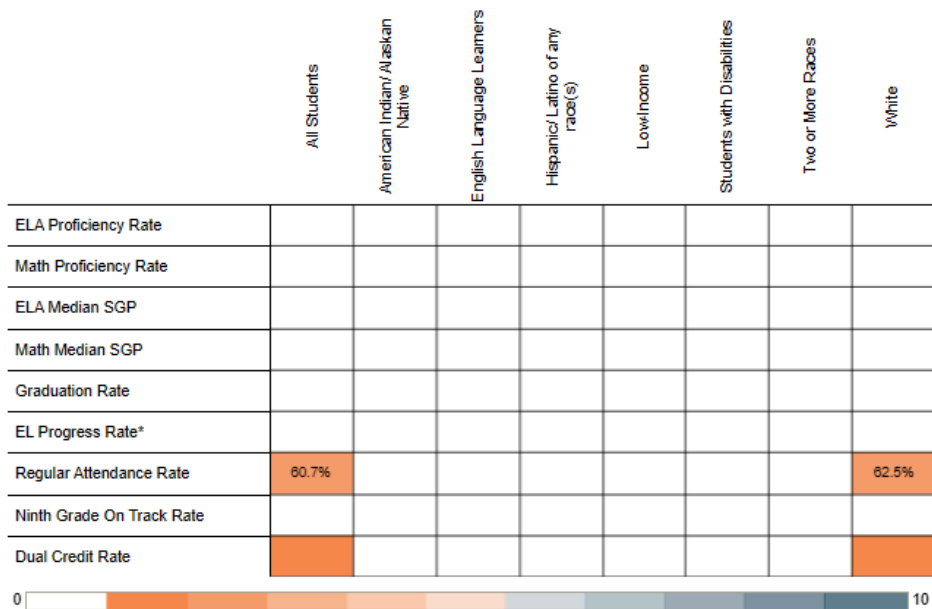 All Students
American Indian/ Alaskan
Native
English Language Learners
Hispanic/ Latino of any
race(s)
Low-Income
Students with Disabilities
Two or More Races
White
ELA Proficiency Rate
Math Proficiency Rate
ELA Median SGP
Math Median SGP
Graduation Rate
EL Progress Rate*
Regular Attendance Rate 60.7% 62.5%
Ninth Grade On Track Rate
Dual Credit Rate
0 10